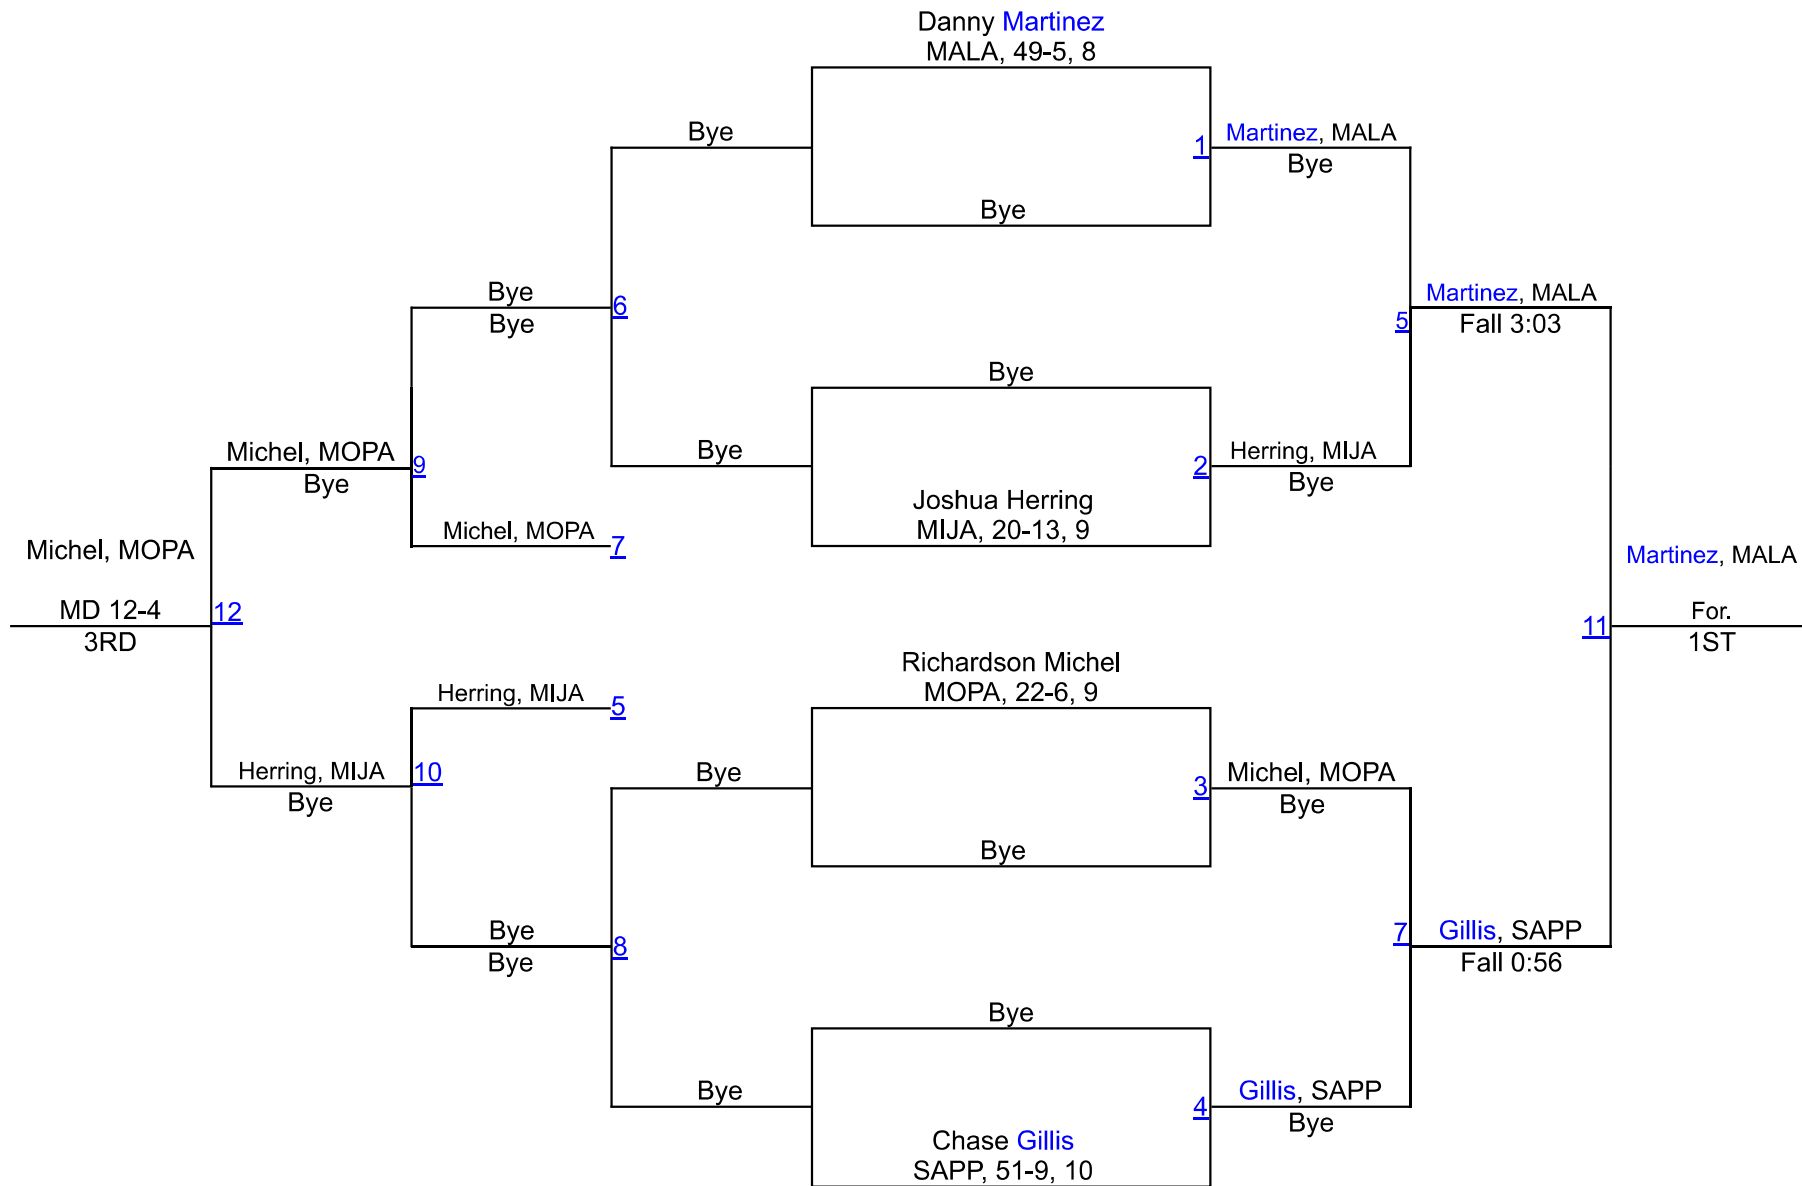 Danny Martinez
MALA, 49-5, 8
Bye
1
Martinez, MALA
Bye
Bye
Bye
Bye
6
Martinez, MALA
5
Fall 3:03
Bye
Michel, MOPA
9
Bye
Bye
2
Herring, MIJA
Bye
Joshua Herring
MIJA, 20-13, 9
Michel, MOPA
7
Michel, MOPA
Martinez, MALA
MD 12-4
12
3RD
11
For.
1ST
Richardson Michel
MOPA, 22-6, 9
Herring, MIJA
5
Herring, MIJA
10
Bye
Bye
3
Michel, MOPA
Bye
Bye
Bye
8
Bye
7
Gillis, SAPP
Fall 0:56
Bye
Bye
4
Gillis, SAPP
Bye
Chase Gillis
SAPP, 51-9, 10